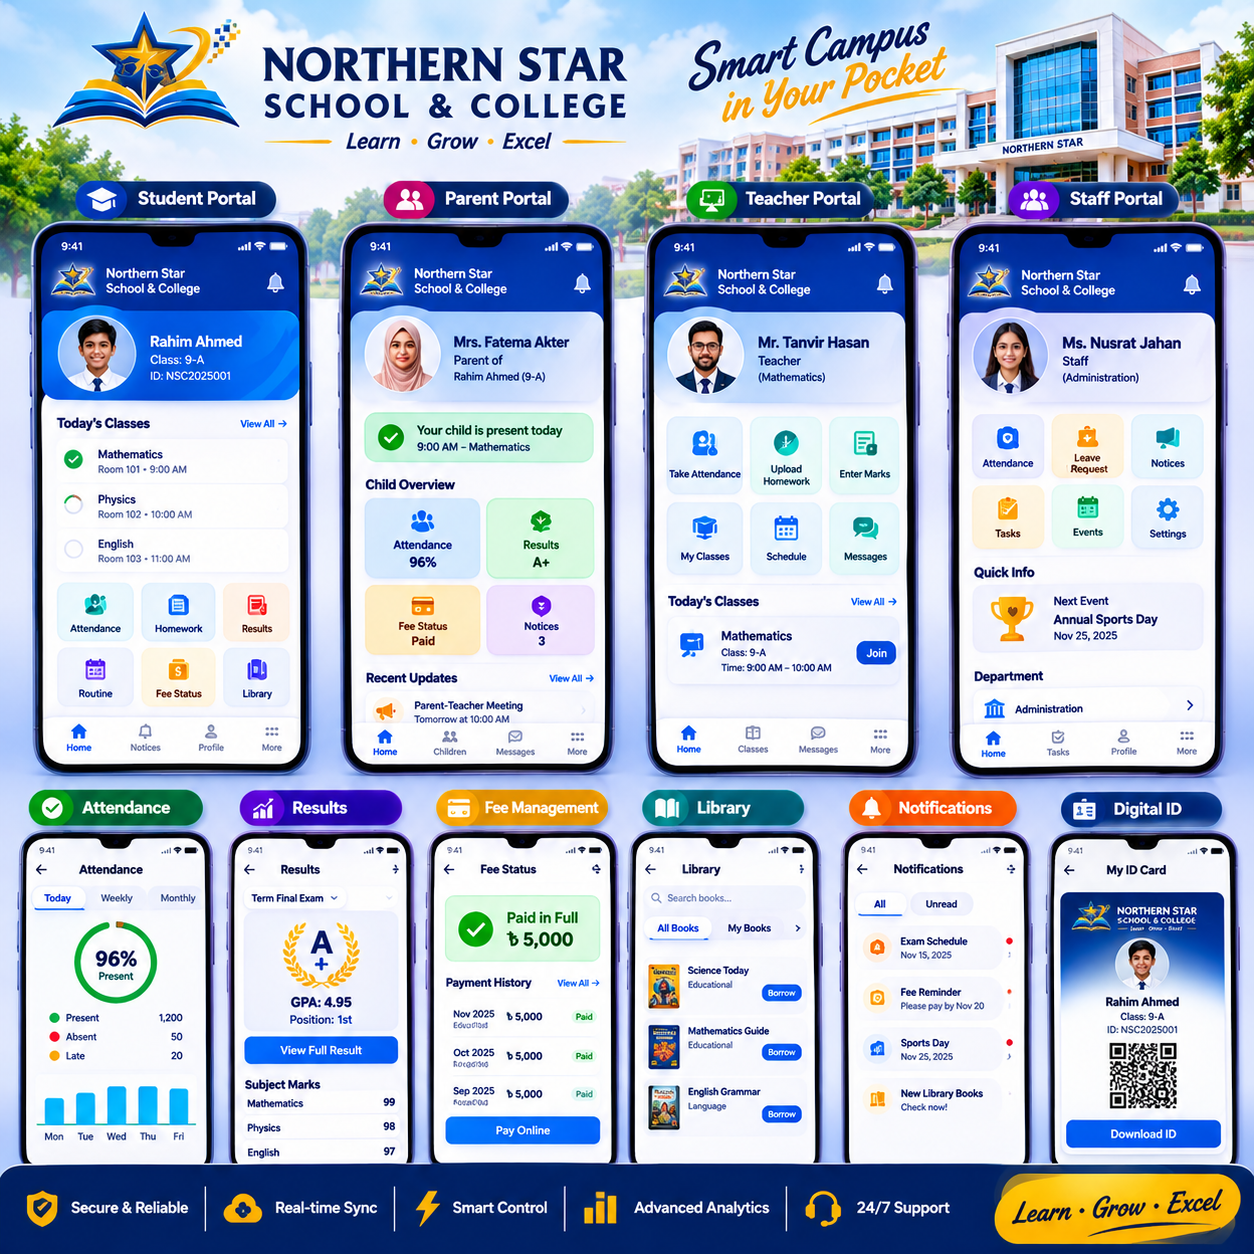 NORTHERN STAR
SCHOOL & COLLEGE
Learn • Grow • Excel
Smart Campus
in Your Pocket
NORTHERN STAR
Student Portal
9:41
Northern Star
School & College
Rahim Ahmed
Class: 9-A
ID: NSC2025001
Today's Classes
View All →
Mathematics
Room 101 • 9:00 AM
Physics
Room 102 • 10:00 AM
English
Room 103 • 11:00 AM
Attendance
Homework
Results
Routine
Fee Status
Library
Home
Notices
Profile
More
Parent Portal
9:41
Northern Star
School & College
Mrs. Fatema Akter
Parent of
Rahim Ahmed (9-A)
Your child is present today
9:00 AM – Mathematics
Child Overview
Attendance
96%
Results
A+
Fee Status
Paid
Notices
3
Recent Updates
View All →
Parent-Teacher Meeting
Tomorrow at 10:00 AM
Home
Children
Messages
More
Teacher Portal
9:41
Northern Star
School & College
Mr. Tanvir Hasan
Teacher
(Mathematics)
Take Attendance
Upload
Homework
Enter Marks
My Classes
Schedule
Messages
Today's Classes
View All →
Mathematics
Class: 9-A
Time: 9:00 AM – 10:00 AM
Join
Home
Classes
Messages
More
Staff Portal
9:41
Northern Star
School & College
Ms. Nusrat Jahan
Staff
(Administration)
Attendance
Leave
Request
Notices
Tasks
Events
Settings
Quick Info
Next Event
Annual Sports Day
Nov 25, 2025
Department
Administration
Home
Tasks
Profile
More
Attendance
9:41
Attendance
Today
Weekly
Monthly
96%
Present
Present 1,200
Absent 50
Late 20
Mon Tue Wed Thu Fri
Results
9:41
Results
Term Final Exam
A
+
GPA: 4.95
Position: 1st
View Full Result
Subject Marks
Mathematics 99
Physics 98
English 97
Fee Management
9:41
Fee Status
Paid in Full
৳ 5,000
Payment History
View All →
Nov 2025 ৳ 5,000 Paid
Oct 2025 ৳ 5,000 Paid
Sep 2025 ৳ 5,000 Paid
Pay Online
Library
9:41
Library
Search books...
All Books
My Books
Science Today
Educational
Borrow
Mathematics Guide
Educational
Borrow
English Grammar
Language
Borrow
Notifications
9:41
Notifications
All
Unread
Exam Schedule
Nov 15, 2025
Fee Reminder
Please pay by Nov 20
Sports Day
Nov 25, 2025
New Library Books
Check now!
Digital ID
9:41
My ID Card
NORTHERN STAR
SCHOOL & COLLEGE
Rahim Ahmed
Class: 9-A
ID: NSC2025001
Download ID
Secure & Reliable
Real-time Sync
Smart Control
Advanced Analytics
24/7 Support
Learn • Grow • Excel